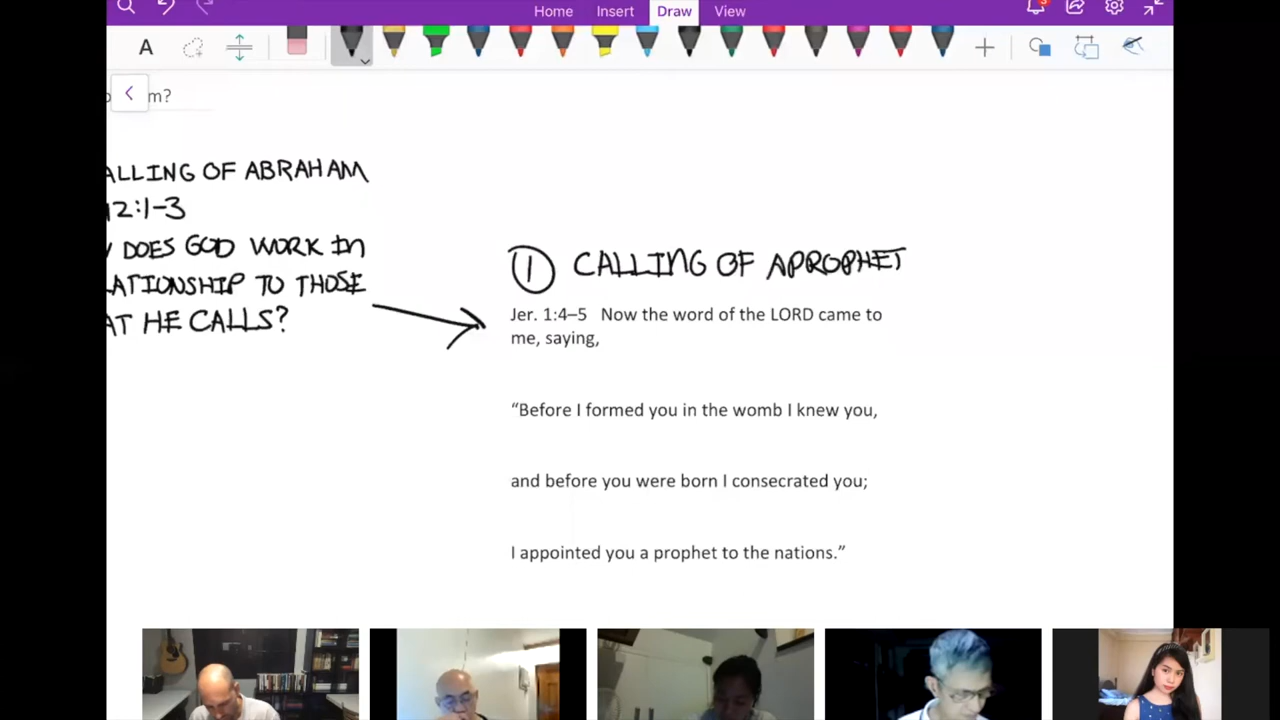 Home Insert Draw View
A
m?
ALLING OF ABRAHAM
12:1-3
DOES GOD WORK IN
LATIONSHIP TO THOSE
AT HE CALLS?
1 CALLING OF A PROPHET
Jer. 1:4–5 Now the word of the LORD came to
me, saying,
“Before I formed you in the womb I knew you,
and before you were born I consecrated you;
I appointed you a prophet to the nations.”